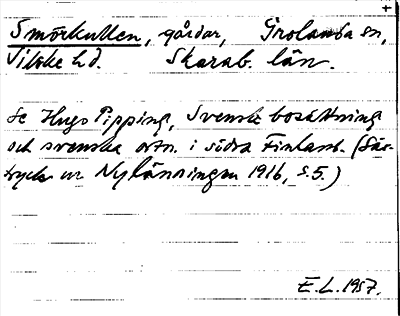 +
Smörkullen, gårdar, Grolanda sn,
Vilske hd. Skarab. län.
Se Hugo Pipping, Svensk bosättning
och svenska ortn. i södra Finland. (Sär-
tryck ur Nylänningen 1916, s. 5.)
E. L. 1957.